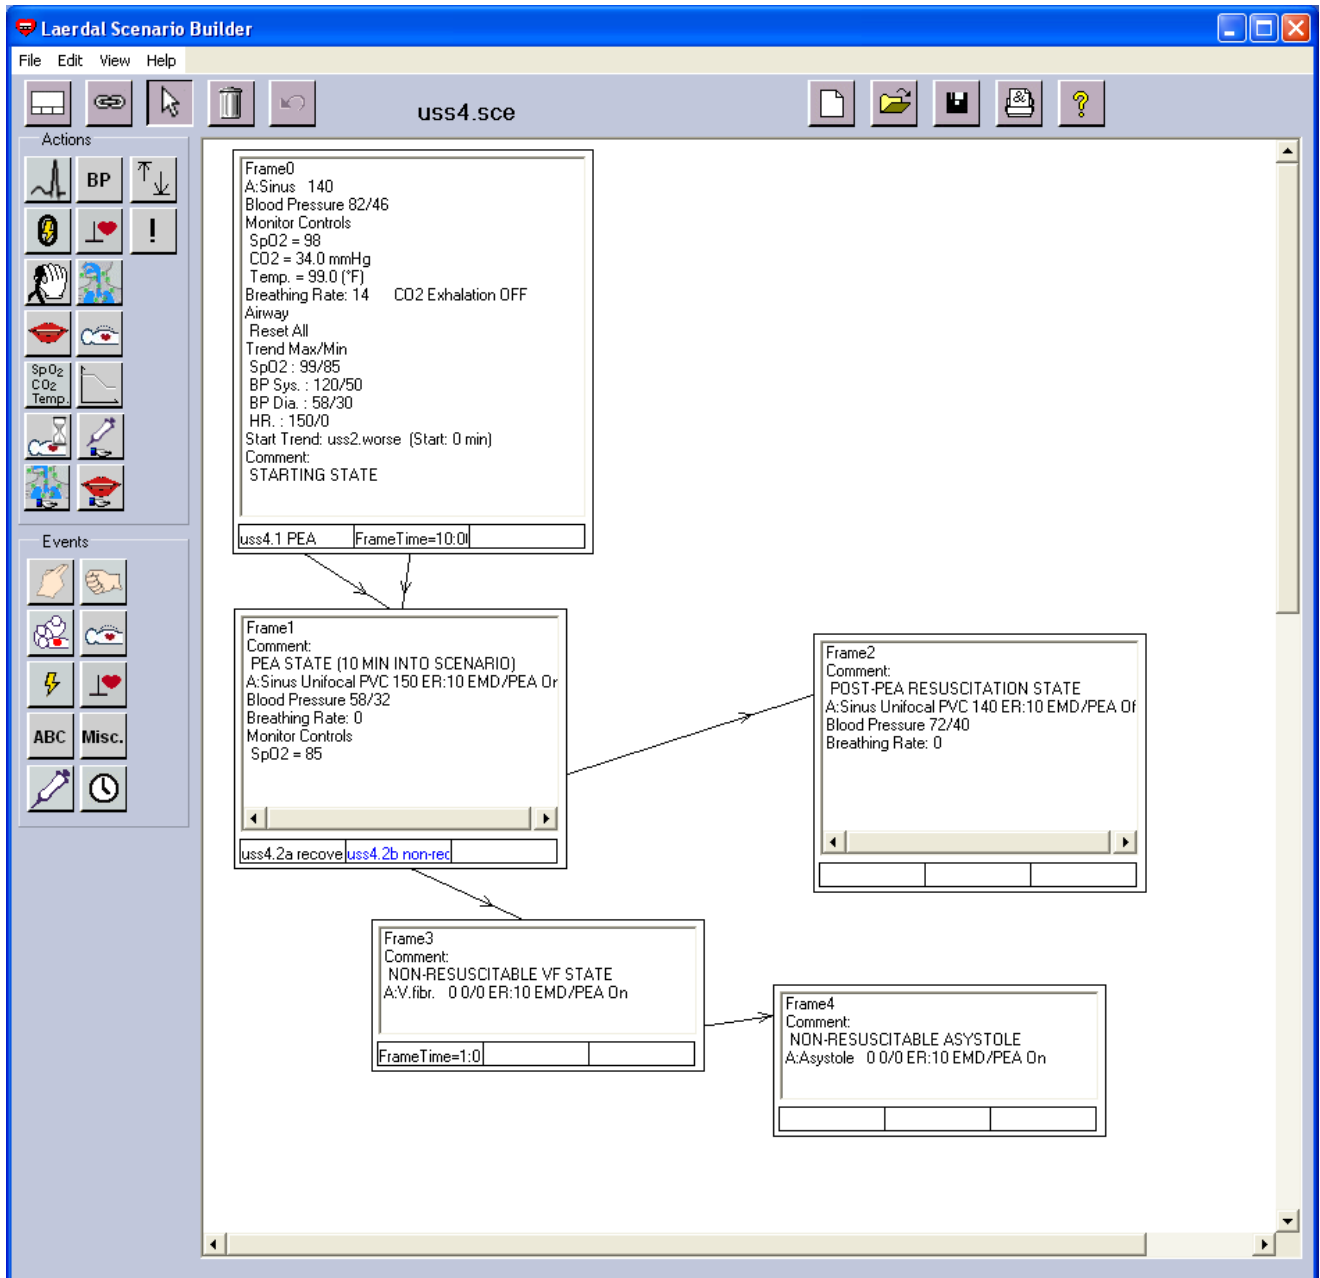 Laerdal Scenario Builder
File Edit View Help
uss4.sce
Actions
BP
!
SpO2
CO2
Temp.
Events
ABC Misc.
Frame0
A:Sinus 140
Blood Pressure 82/46
Monitor Controls
SpO2 = 98
CO2 = 34.0 mmHg
Temp. = 99.0 (°F)
Breathing Rate: 14 CO2 Exhalation OFF
Airway
Reset All
Trend Max/Min
SpO2 : 99/85
BP Sys. : 120/50
BP Dia. : 58/30
HR. : 150/0
Start Trend: uss2.worse (Start: 0 min)
Comment:
STARTING STATE
uss4.1 PEA FrameTime=10:0
Frame1
Comment:
PEA STATE (10 MIN INTO SCENARIO)
A:Sinus Unifocal PVC 150 ER:10 EMD/PEA Or
Blood Pressure 58/32
Breathing Rate: 0
Monitor Controls
SpO2 = 85
uss4.2a recove uss4.2b non-rec
Frame2
Comment:
POST-PEA RESUSCITATION STATE
A:Sinus Unifocal PVC 140 ER:10 EMD/PEA Of
Blood Pressure 72/40
Breathing Rate: 0
Frame3
Comment:
NON-RESUSCITABLE VF STATE
A:V.fibr. 0 0/0 ER:10 EMD/PEA On
FrameTime=1:0
Frame4
Comment:
NON-RESUSCITABLE ASYSTOLE
A:Asystole 0 0/0 ER:10 EMD/PEA On